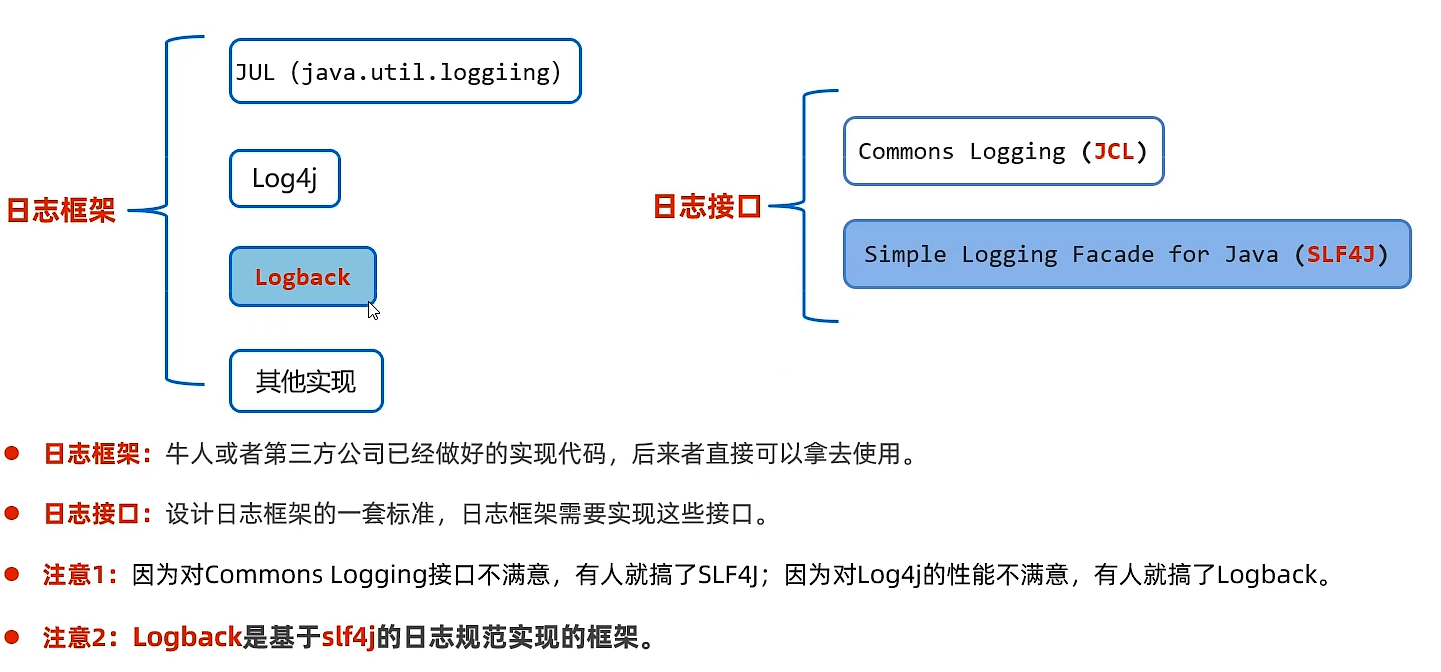 日志框架
JUL（java.util.loggiing）
Log4j
Logback
其他实现
日志接口
Commons Logging (JCL)
Simple Logging Facade for Java (SLF4J)
日志框架：牛人或者第三方公司已经做好的实现代码，后来者直接可以拿去使用。
日志接口：设计日志框架的一套标准，日志框架需要实现这些接口。
注意1：因为对Commons Logging接口不满意，有人就搞了SLF4J；因为对Log4j的性能不满意，有人就搞了Logback。
注意2：Logback是基于slf4j的日志规范实现的框架。